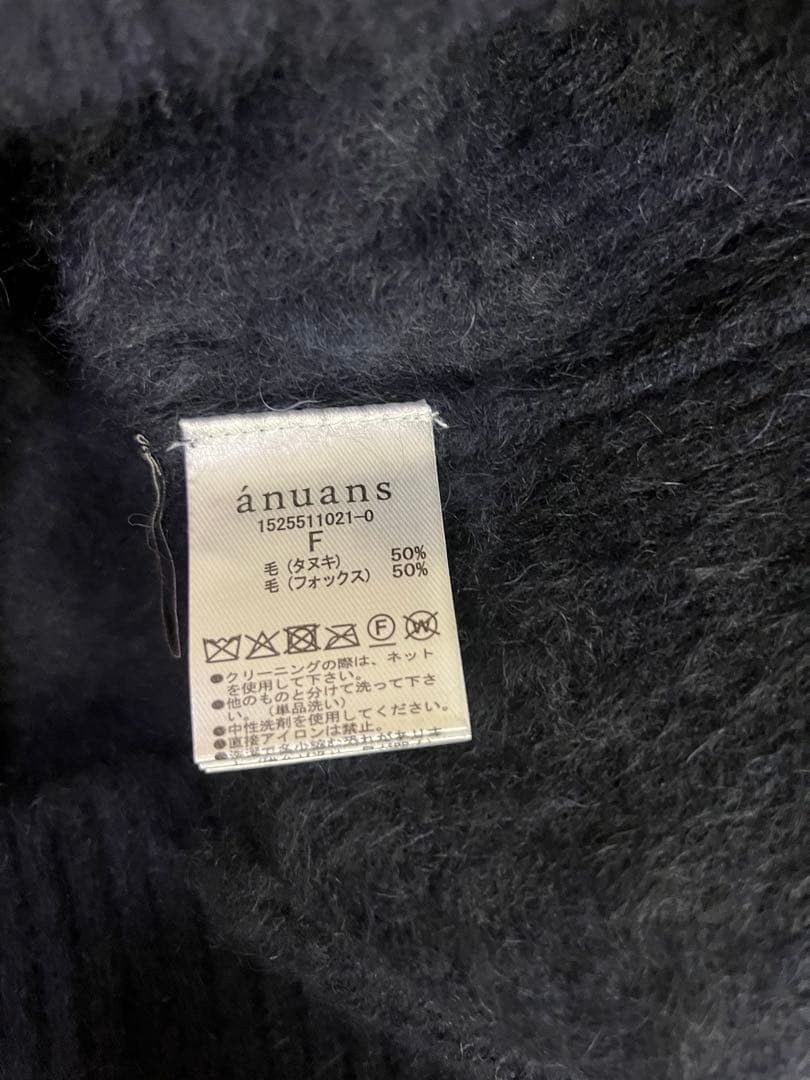 ánuans
1525511021-0
F
毛(タヌキ) 50%
毛(フォックス) 50%
F W
●クリーニングの際は、ネット
を使用して下さい。
●他のものと分けて洗って下さ
い。(単品洗い)
●中性洗剤を使用してください。
●直接アイロンは禁止。